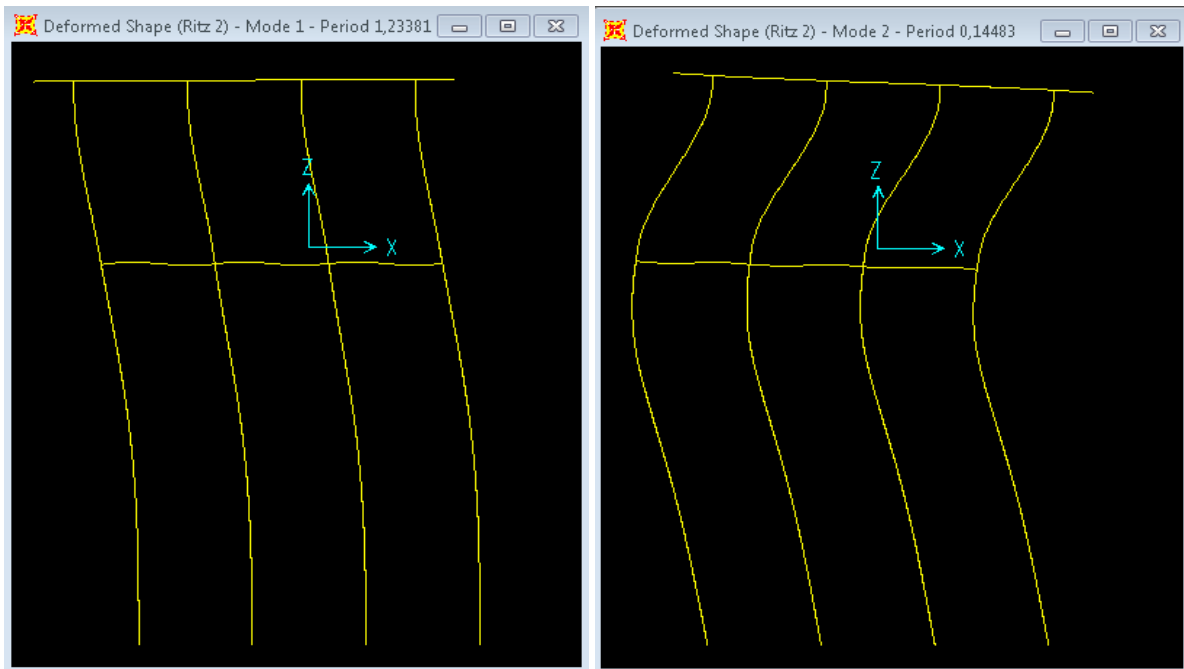 Deformed Shape (Ritz 2) - Mode 1 - Period 1,23381
Z
X
Deformed Shape (Ritz 2) - Mode 2 - Period 0,14483
Z
X